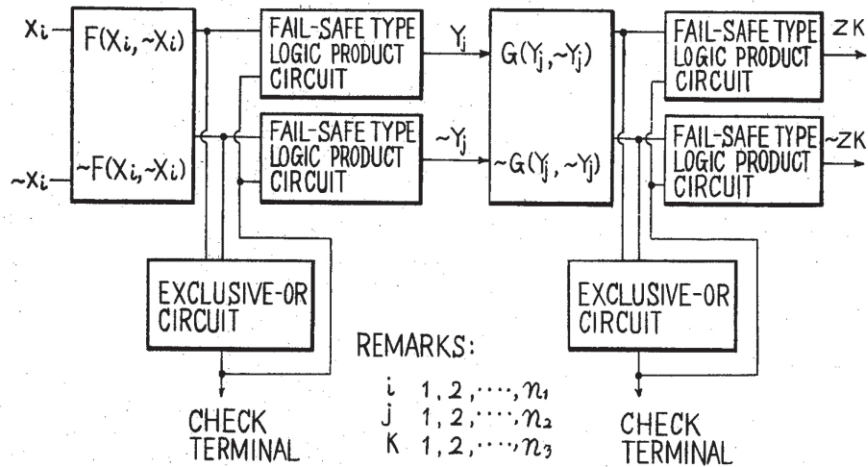 Xi
F(Xi,~Xi)
~Xi
~F(Xi,~Xi)
FAIL-SAFE TYPE
LOGIC PRODUCT
CIRCUIT
Yj
FAIL-SAFE TYPE
LOGIC PRODUCT
CIRCUIT
~Yj
EXCLUSIVE-OR
CIRCUIT
CHECK
TERMINAL
G(Yj,~Yj)
~G(Yj,~Yj)
FAIL-SAFE TYPE
LOGIC PRODUCT
CIRCUIT
ZK
FAIL-SAFE TYPE
LOGIC PRODUCT
CIRCUIT
~ZK
EXCLUSIVE-OR
CIRCUIT
CHECK
TERMINAL
REMARKS:
i 1,2,····,n₁
j 1,2,····,n₂
K 1,2,····,n₃